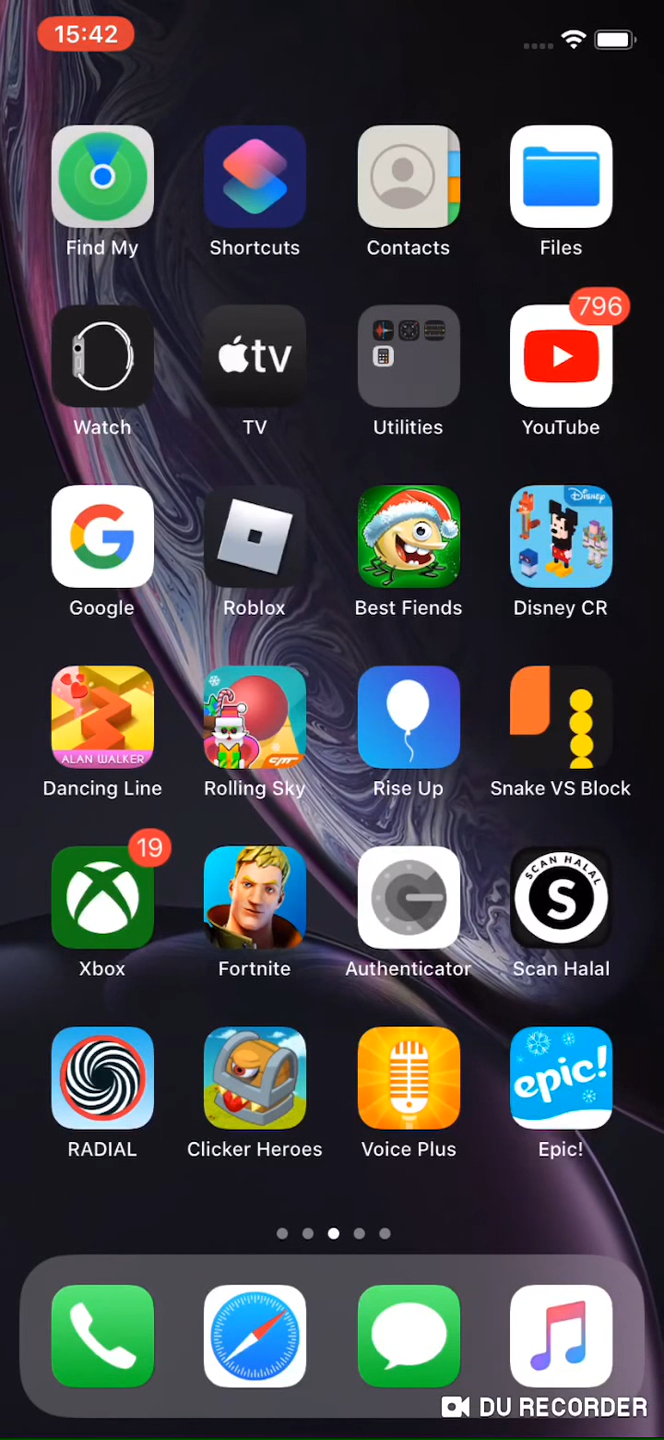 15:42
Find My
Shortcuts
Contacts
Files
tv
796
Watch
TV
Utilities
YouTube
Disney
Google
Roblox
Best Fiends
Disney CR
ALAN WALKER
CMT
Dancing Line
Rolling Sky
Rise Up
Snake VS Block
19
SCAN HALAL
S
Xbox
Fortnite
Authenticator
Scan Halal
epic!
RADIAL
Clicker Heroes
Voice Plus
Epic!
DU RECORDER